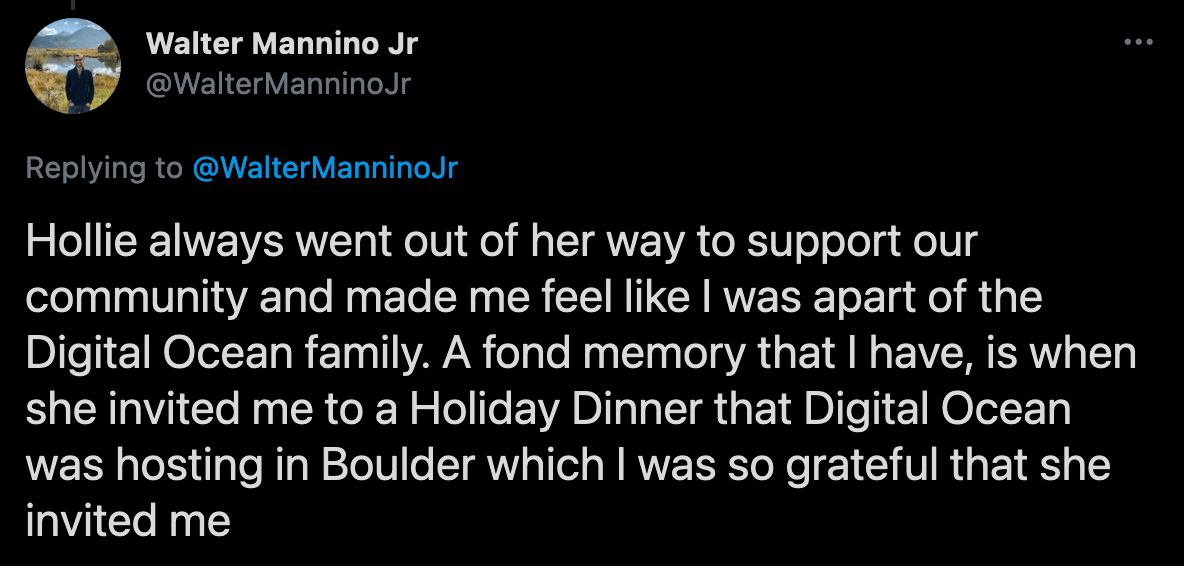 Walter Mannino Jr
@WalterManninoJr
Replying to @WalterManninoJr
Hollie always went out of her way to support our
community and made me feel like I was apart of the
Digital Ocean family. A fond memory that I have, is when
she invited me to a Holiday Dinner that Digital Ocean
was hosting in Boulder which I was so grateful that she
invited me